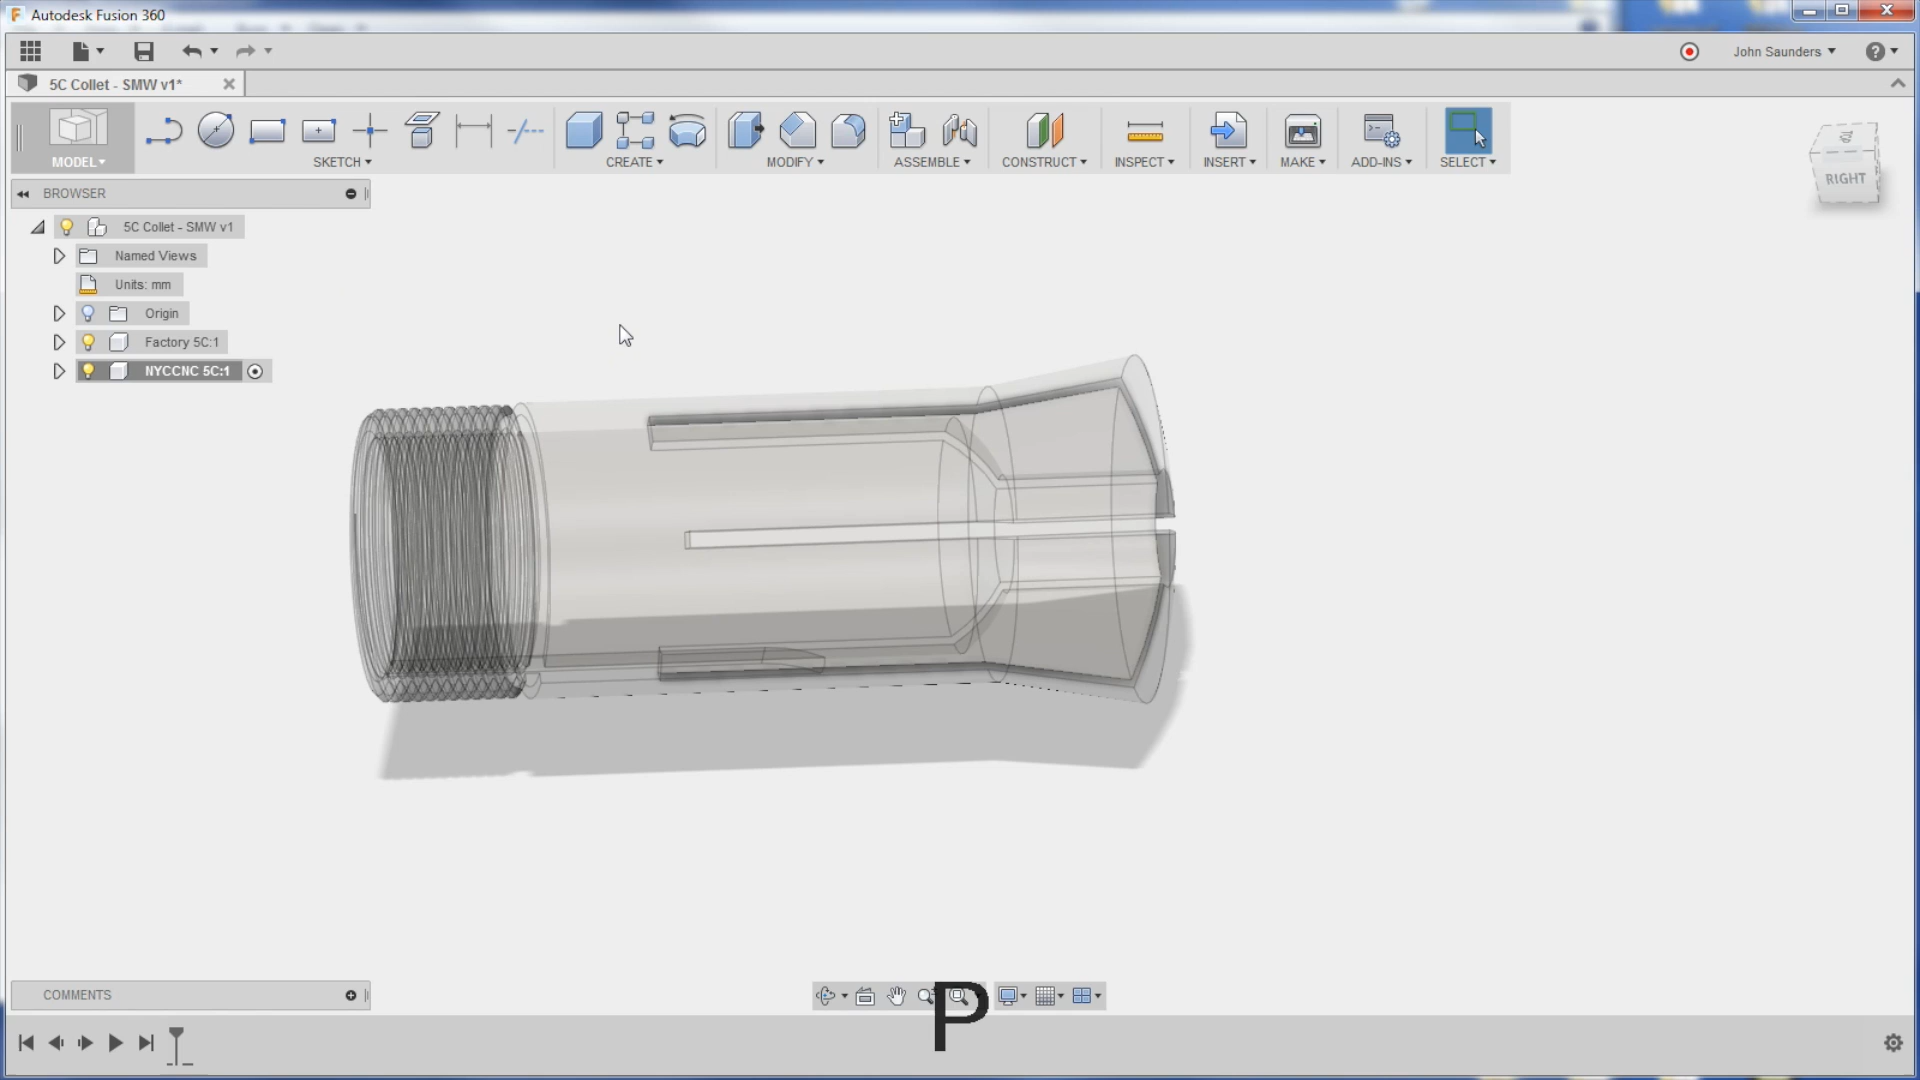 Autodesk Fusion 360
John Saunders
5C Collet - SMW v1*
MODEL
SKETCH
CREATE
MODIFY
ASSEMBLE
CONSTRUCT
INSPECT
INSERT
MAKE
ADD-INS
SELECT
RIGHT
BROWSER
5C Collet - SMW v1
Named Views
Units: mm
Origin
Factory 5C:1
NYCCNC 5C:1
COMMENTS
P